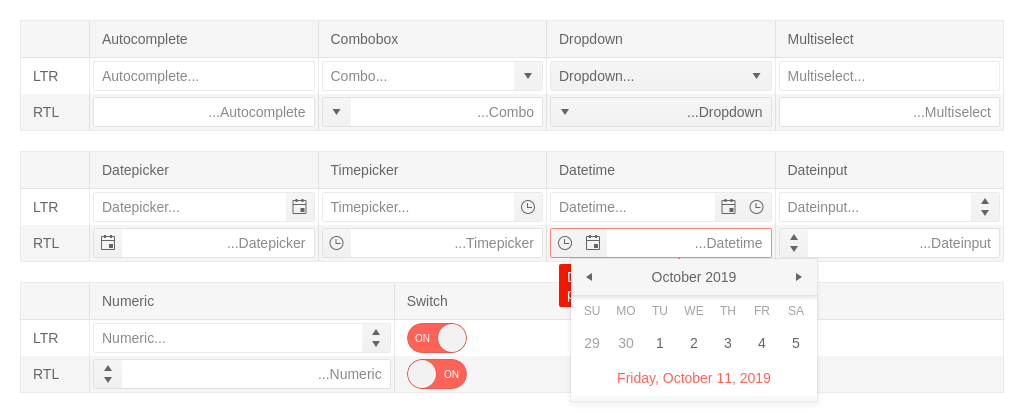 Autocomplete Combobox Dropdown Multiselect
LTR Autocomplete... Combo... Dropdown... Multiselect...
RTL ...Autocomplete ...Combo ...Dropdown ...Multiselect
Datepicker Timepicker Datetime Dateinput
LTR Datepicker... Timepicker... Datetime... Dateinput...
RTL ...Datepicker ...Timepicker ...Datetime ...Dateinput
Numeric Switch
LTR Numeric... ON
RTL ...Numeric ON
October 2019
SU MO TU WE TH FR SA
29 30 1 2 3 4 5
Friday, October 11, 2019